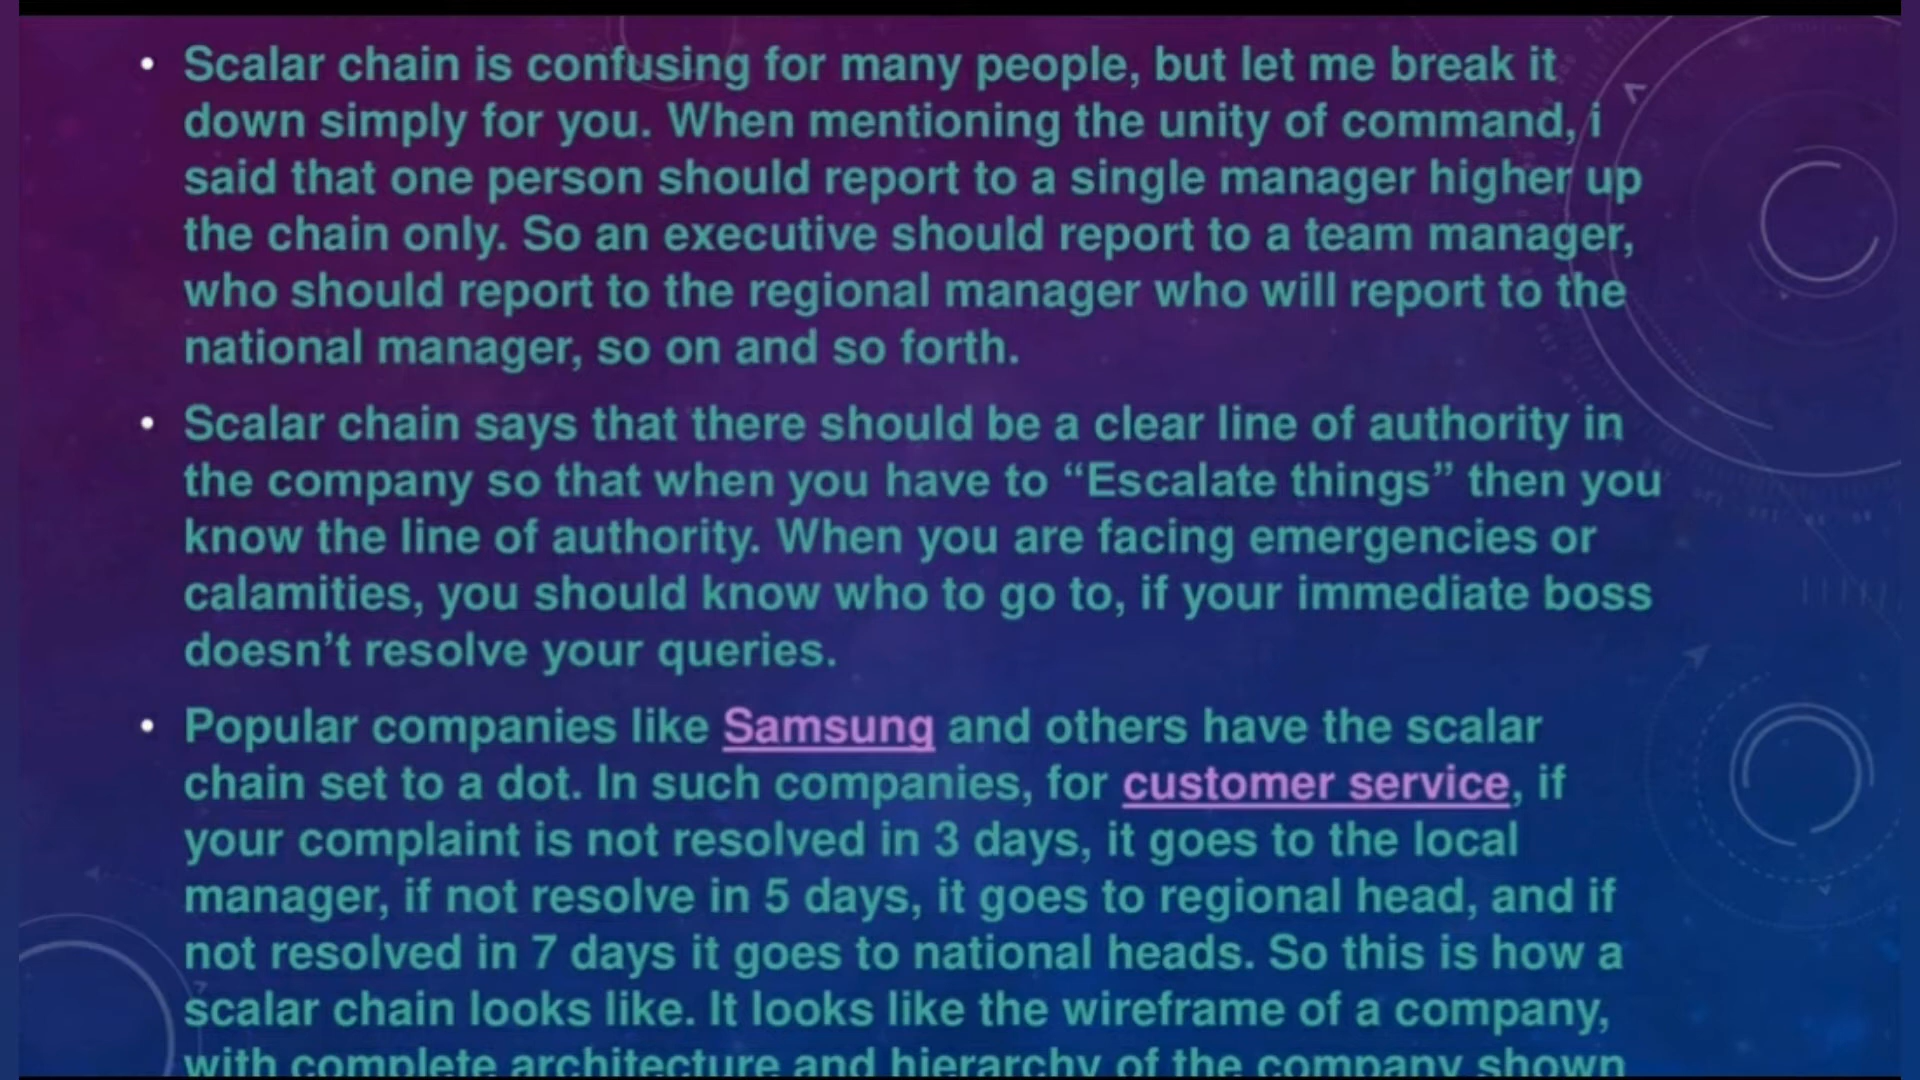 • Scalar chain is confusing for many people, but let me break it
down simply for you. When mentioning the unity of command, i
said that one person should report to a single manager higher up
the chain only. So an executive should report to a team manager,
who should report to the regional manager who will report to the
national manager, so on and so forth.
• Scalar chain says that there should be a clear line of authority in
the company so that when you have to “Escalate things” then you
know the line of authority. When you are facing emergencies or
calamities, you should know who to go to, if your immediate boss
doesn’t resolve your queries.
• Popular companies like Samsung and others have the scalar
chain set to a dot. In such companies, for customer service, if
your complaint is not resolved in 3 days, it goes to the local
manager, if not resolve in 5 days, it goes to regional head, and if
not resolved in 7 days it goes to national heads. So this is how a
scalar chain looks like. It looks like the wireframe of a company,
with complete architecture and hierarchy of the company shown